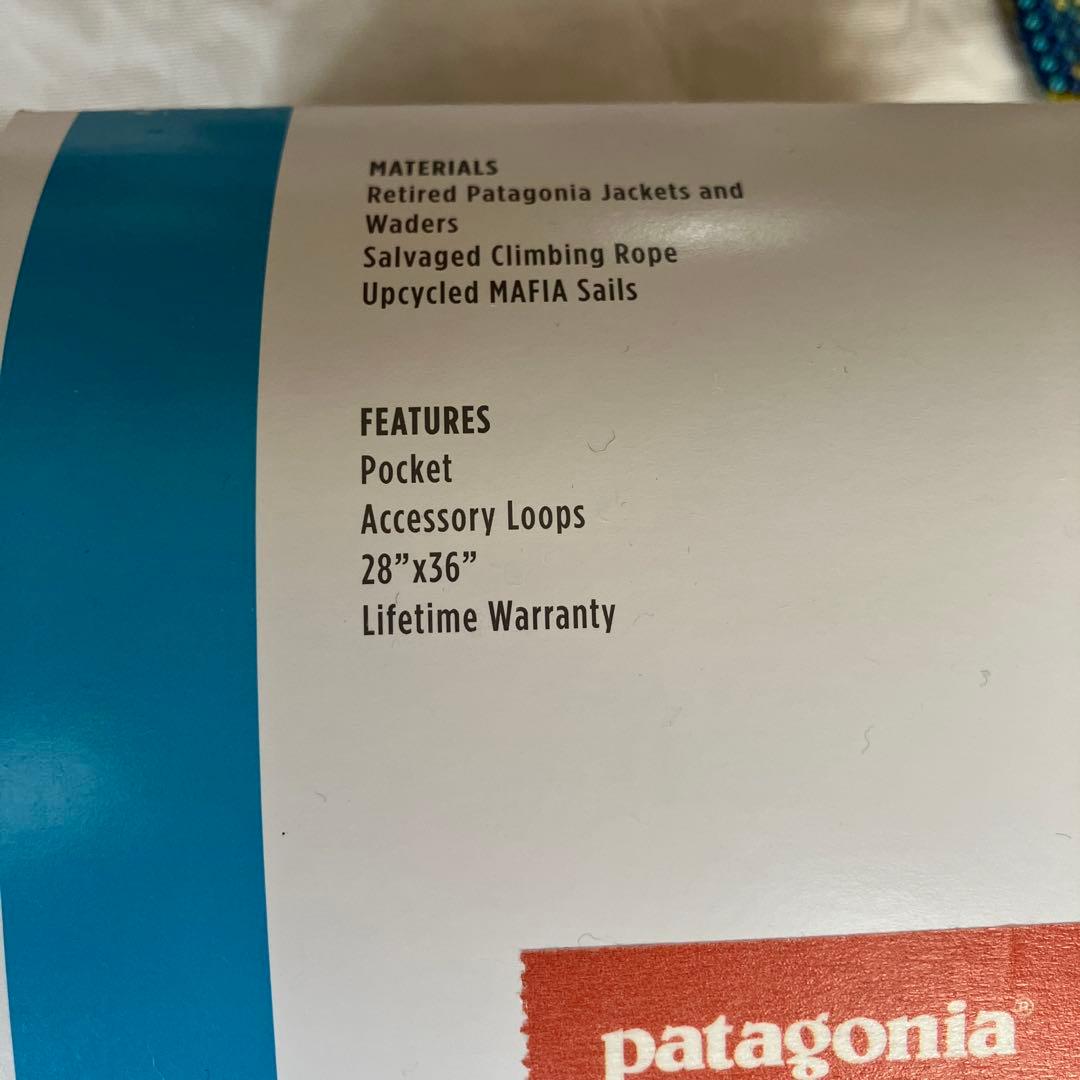 MATERIALS
Retired Patagonia Jackets and
Waders
Salvaged Climbing Rope
Upcycled MAFIA Sails
FEATURES
Pocket
Accessory Loops
28”x36”
Lifetime Warranty
patagonia®